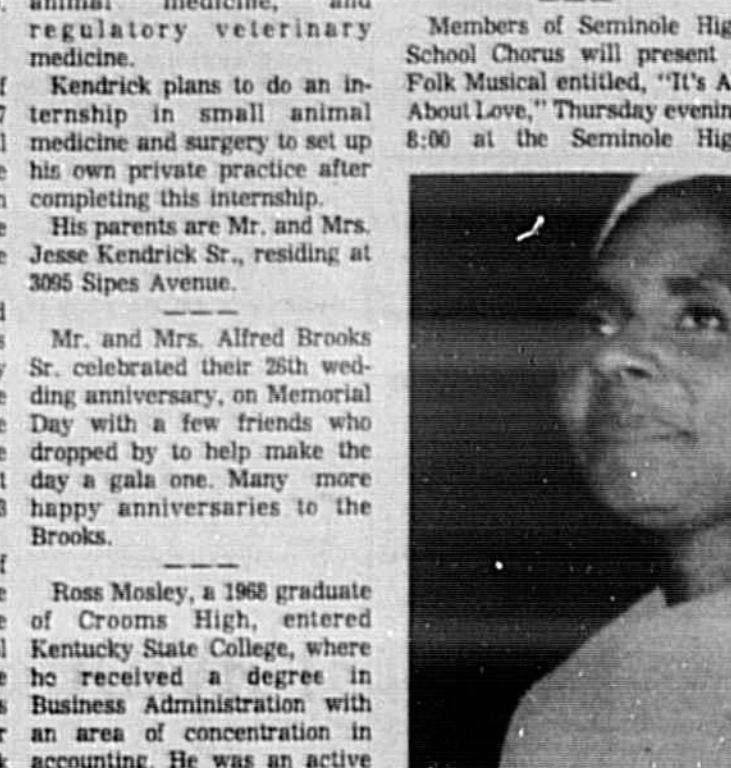 animal medicine, and
regulatory veterinary
medicine.
Kendrick plans to do an in-
ternship in small animal
medicine and surgery to set up
his own private practice after
completing this internship.
His parents are Mr. and Mrs.
Jesse Kendrick Sr., residing at
3095 Sipes Avenue.
Mr. and Mrs. Alfred Brooks
Sr. celebrated their 26th wed-
ding anniversary, on Memorial
Day with a few friends who
dropped by to help make the
day a gala one. Many more
happy anniversaries to the
Brooks.
Ross Mosley, a 1968 graduate
of Crooms High, entered
Kentucky State College, where
he received a degree in
Business Administration with
an area of concentration in
accounting. He was an active
Members of Seminole Hig
School Chorus will present
Folk Musical entitled, "It's A
About Love," Thursday evenin
8:00 at the Seminole Hig